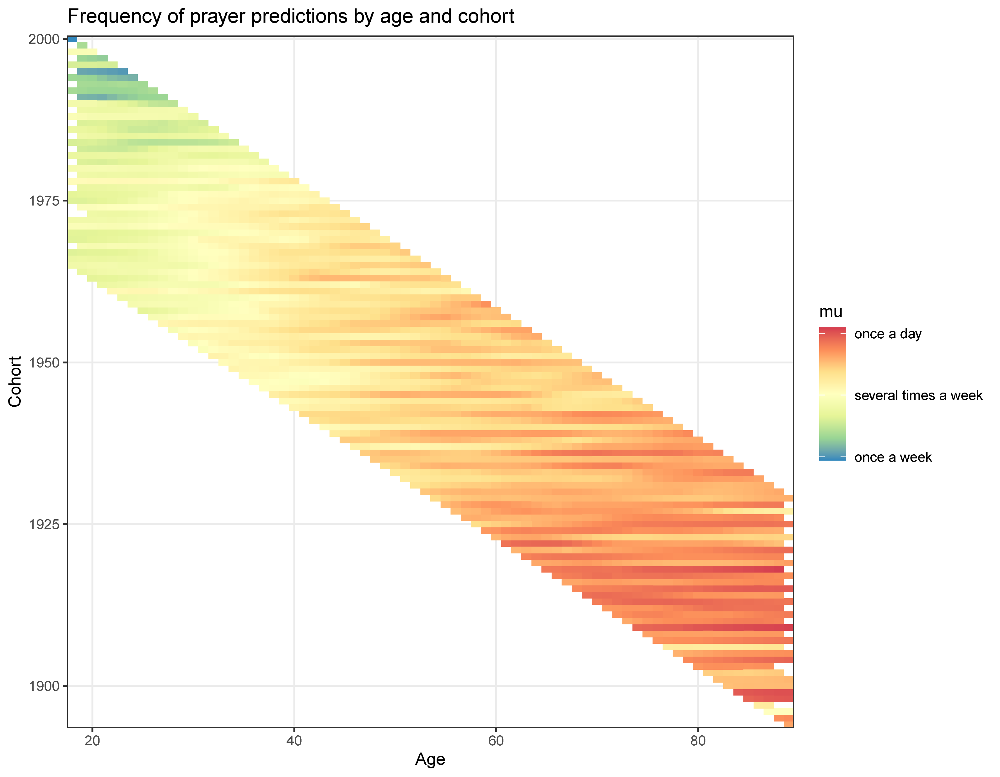 Frequency of prayer predictions by age and cohort
2000
1975
1950
1925
1900
Cohort
20
40
60
80
Age
mu
once a day
several times a week
once a week